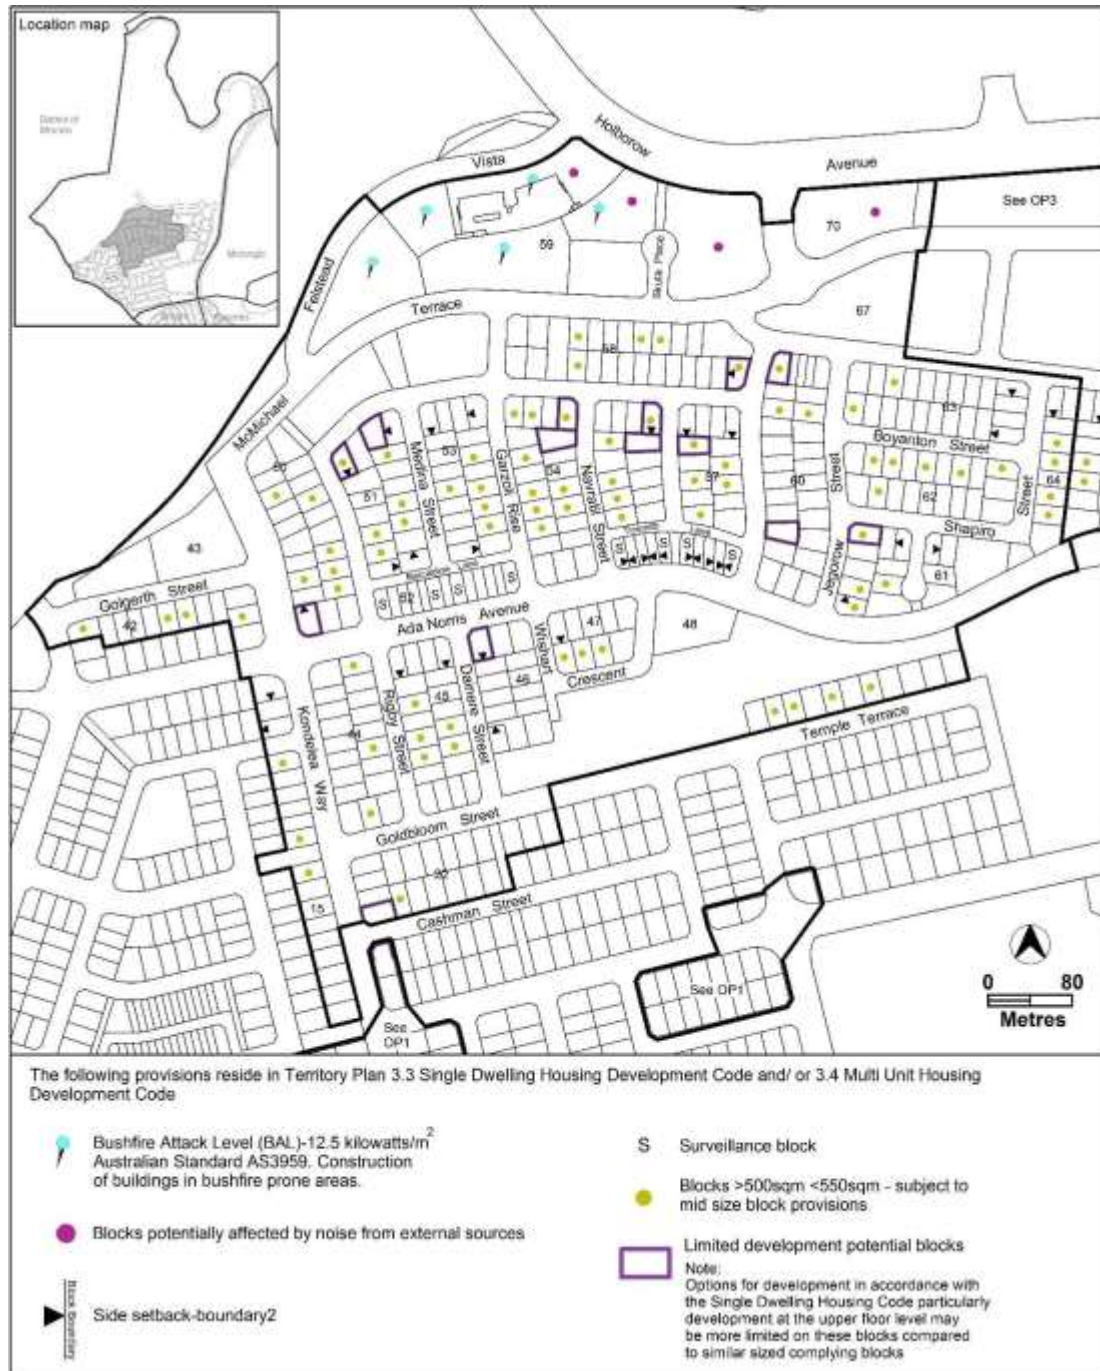 Location map
Vista
Holborow
Avenue
See OP3
59
70
Skuta Place
Felstead
Terrace
67
58
McMichael
63
Boyanton Street
53
Medina Street
Garzoli Rise
54
Navratil Street
57
60
Street
62
Street
64
51
Shapiro
43
Jegorow
61
Golgerth Street
42
Ada Norris Avenue
47
48
Wishart
Crescent
46
Kondelea Way
Rigby Street
45
Damere Street
44
Temple Terrace
Goldbloom Street
15
Cashman Street
See OP1
See
OP1
0 80
Metres
S S S S
S S S S
The following provisions reside in Territory Plan 3.3 Single Dwelling Housing Development Code and/ or 3.4 Multi Unit Housing
Development Code
Bushfire Attack Level (BAL)-12.5 kilowatts/m2
Australian Standard AS3959. Construction
of buildings in bushfire prone areas.
Blocks potentially affected by noise from external sources
Block Boundary
Side setback-boundary2
S Surveillance block
Blocks >500sqm <550sqm - subject to
mid size block provisions
Limited development potential blocks
Note:
Options for development in accordance with
the Single Dwelling Housing Code particularly
development at the upper floor level may
be more limited on these blocks compared
to similar sized complying blocks